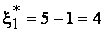 ξ₁* = 5 − 1 = 4